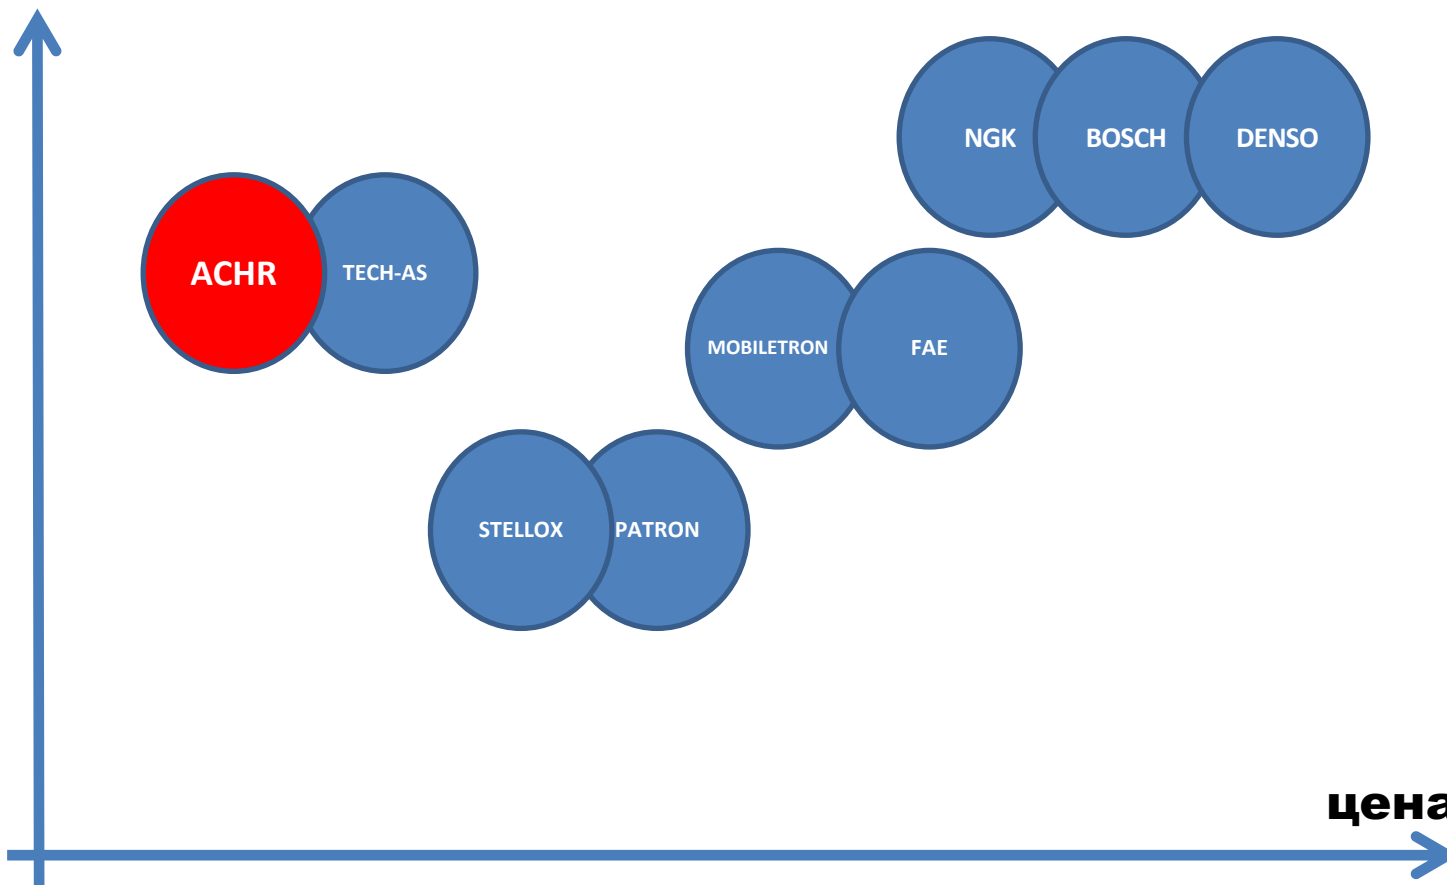 NGK
BOSCH
DENSO
ACHR
TECH-AS
MOBILETRON
FAE
STELLOX
PATRON
цена